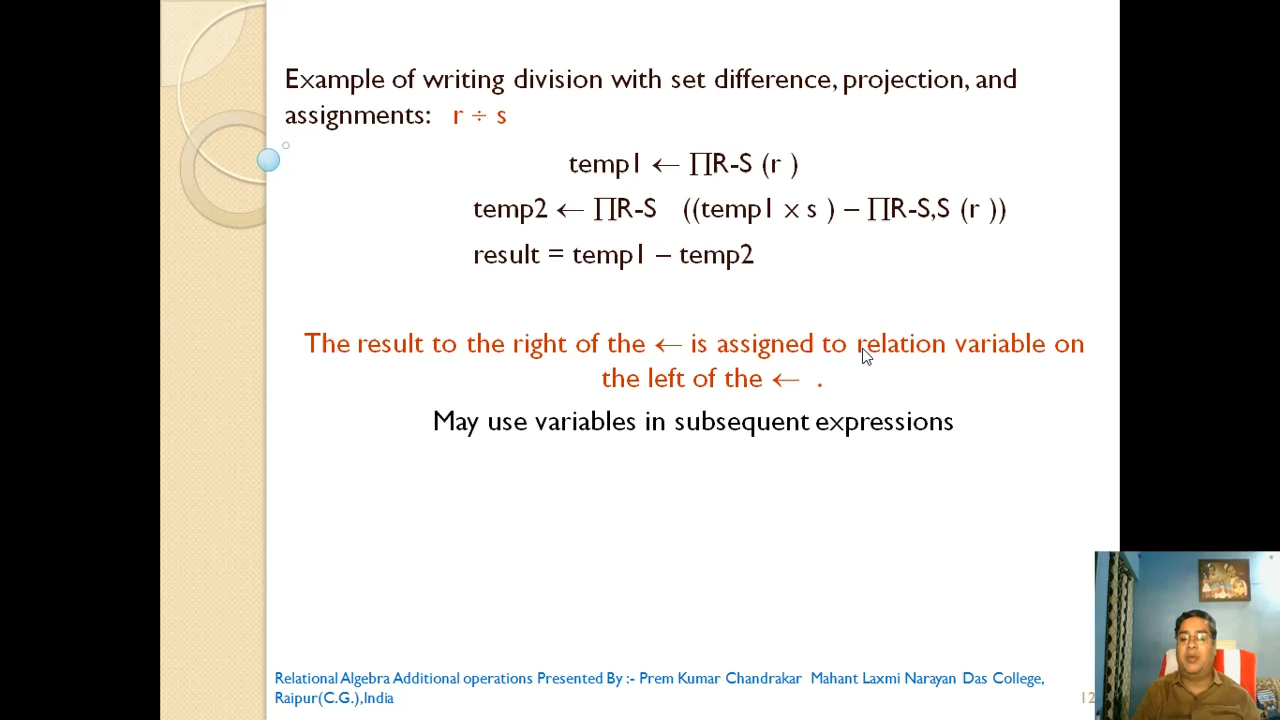 Example of writing division with set difference, projection, and
assignments: r ÷ s
temp1 ← ∏R-S (r )
temp2 ← ∏R-S ((temp1 x s ) – ∏R-S,S (r ))
result = temp1 – temp2
The result to the right of the ← is assigned to relation variable on
the left of the ← .
May use variables in subsequent expressions
Relational Algebra Additional operations Presented By :- Prem Kumar Chandrakar Mahant Laxmi Narayan Das College,
Raipur(C.G.),India
12